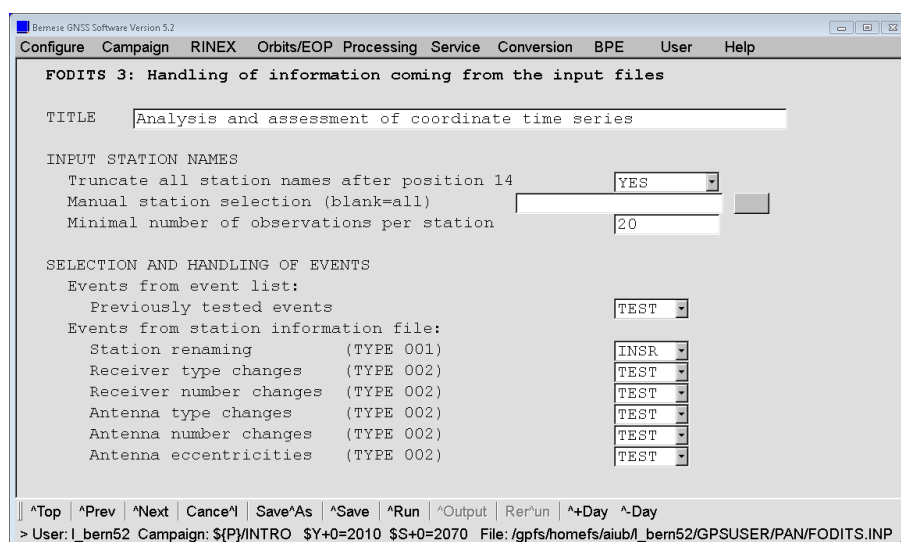 Bernese GNSS Software Version 5.2
Configure Campaign RINEX Orbits/EOP Processing Service Conversion BPE User Help
FODITS 3: Handling of information coming from the input files
TITLE Analysis and assessment of coordinate time series
INPUT STATION NAMES
Truncate all station names after position 14 YES
Manual station selection (blank=all)
Minimal number of observations per station 20
SELECTION AND HANDLING OF EVENTS
Events from event list:
Previously tested events TEST
Events from station information file:
Station renaming (TYPE 001) INSR
Receiver type changes (TYPE 002) TEST
Receiver number changes (TYPE 002) TEST
Antenna type changes (TYPE 002) TEST
Antenna number changes (TYPE 002) TEST
Antenna eccentricities (TYPE 002) TEST
^Top ^Prev ^Next Cance^l Save^As ^Save ^Run ^Output Rer^un ^+Day ^-Day
> User: l_bern52 Campaign: ${P}/INTRO $Y+0=2010 $S+0=2070 File: /gpfs/homefs/aiub/l_bern52/GPSUSER/PAN/FODITS.INP